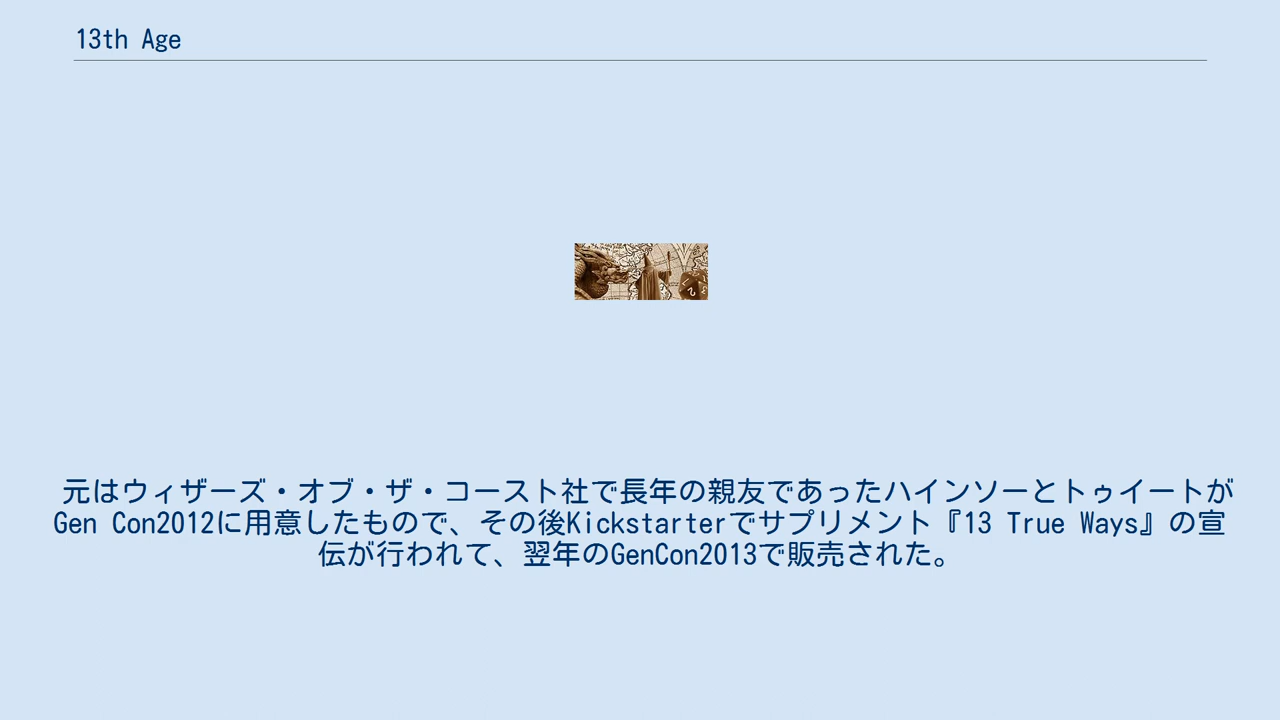 13th Age
元はウィザーズ・オブ・ザ・コースト社で長年の親友であったハインソーとトゥイートが
Gen Con2012に用意したもので、その後Kickstarterでサプリメント『13 True Ways』の宣
伝が行われて、翌年のGenCon2013で販売された。